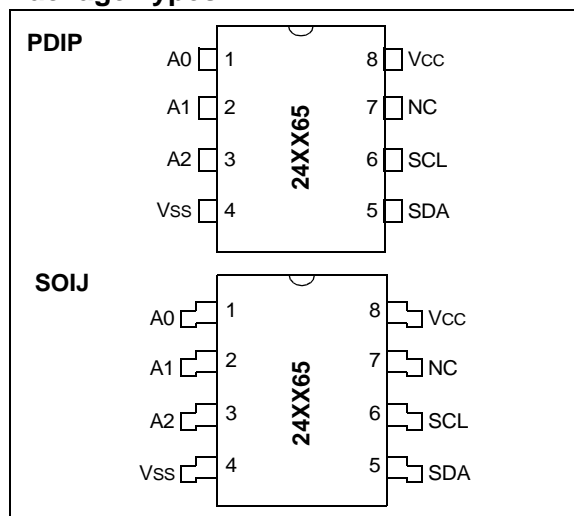 PDIP
A0 1 8 VCC
A1 2 7 NC
A2 3 6 SCL
VSS 4 5 SDA
24XX65
SOIJ
A0 1 8 VCC
A1 2 7 NC
A2 3 6 SCL
VSS 4 5 SDA
24XX65